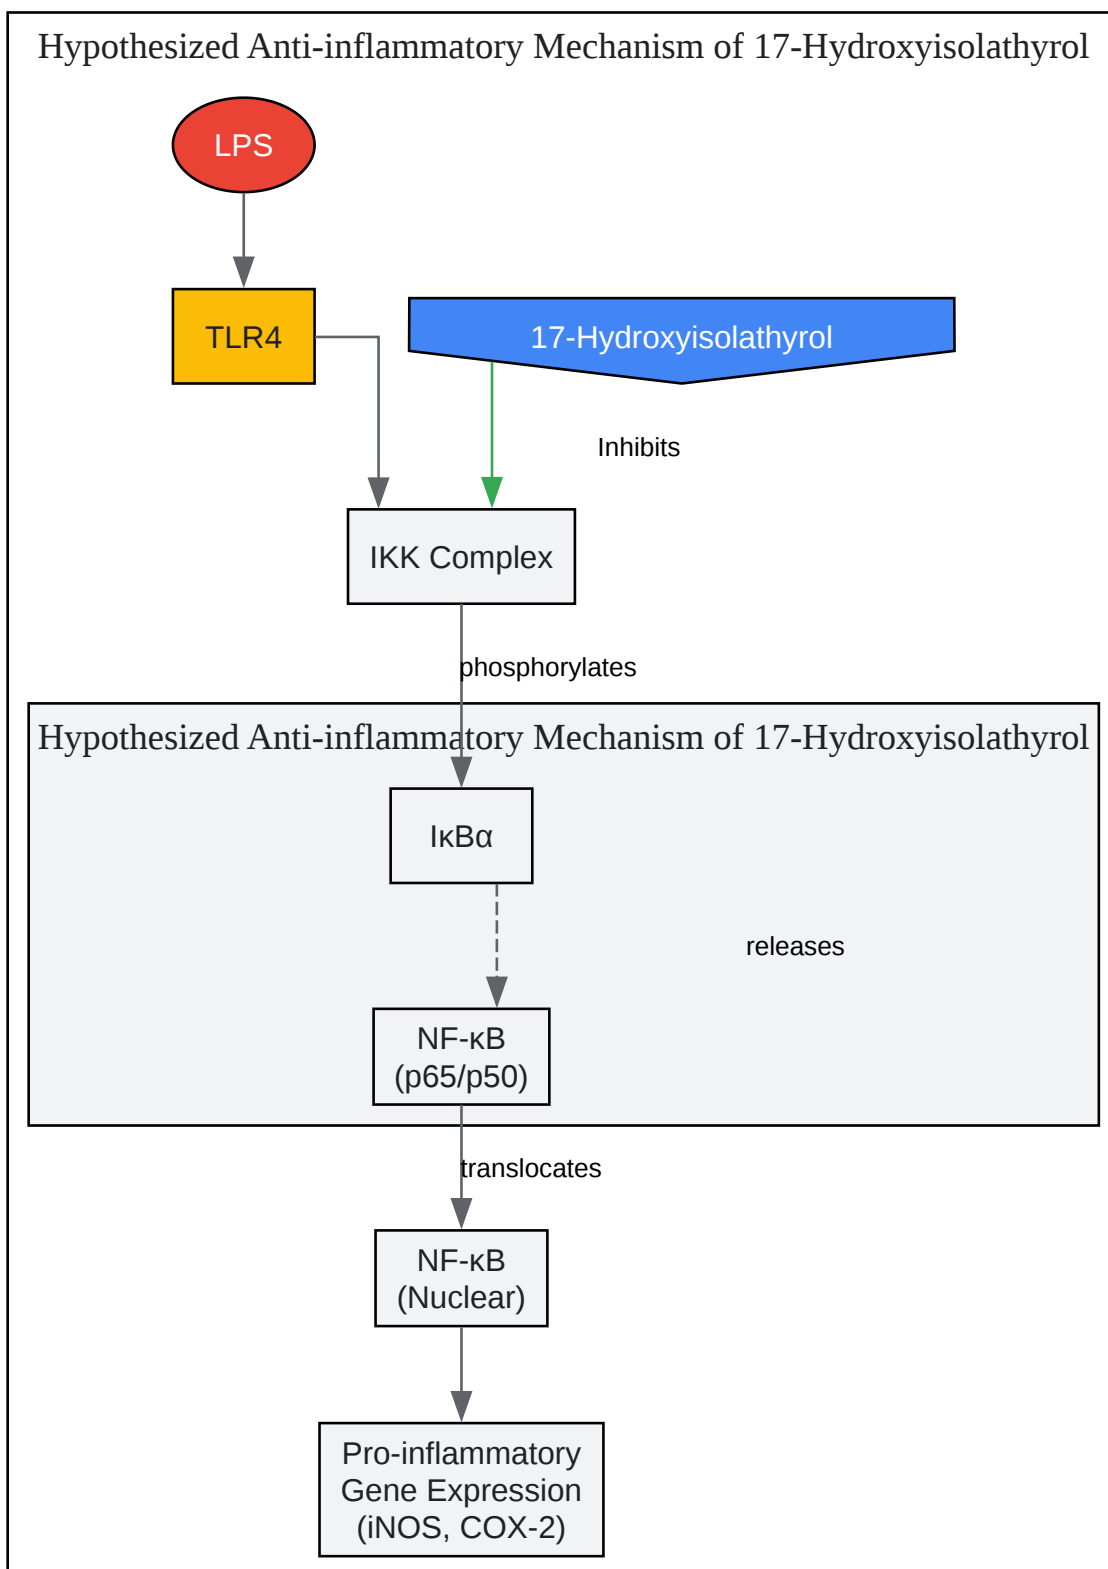 Hypothesized Anti-inflammatory Mechanism of 17-Hydroxyisolathyrol
LPS
TLR4
17-Hydroxyisolathyrol
Inhibits
IKK Complex
phosphorylates
Hypothesized Anti-inflammatory Mechanism of 17-Hydroxyisolathyrol
IκBα
releases
NF-κB
(p65/p50)
translocates
NF-κB
(Nuclear)
Pro-inflammatory
Gene Expression
(iNOS, COX-2)